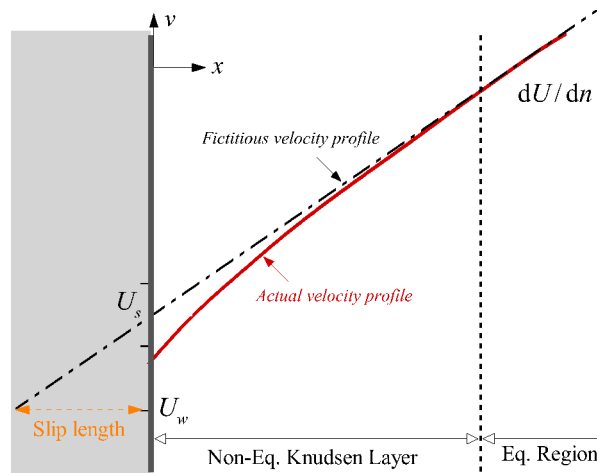 v
x
dU/dn
Fictitious velocity profile
U_s
Actual velocity profile
U_w
Slip length
Non-Eq. Knudsen Layer
Eq. Region